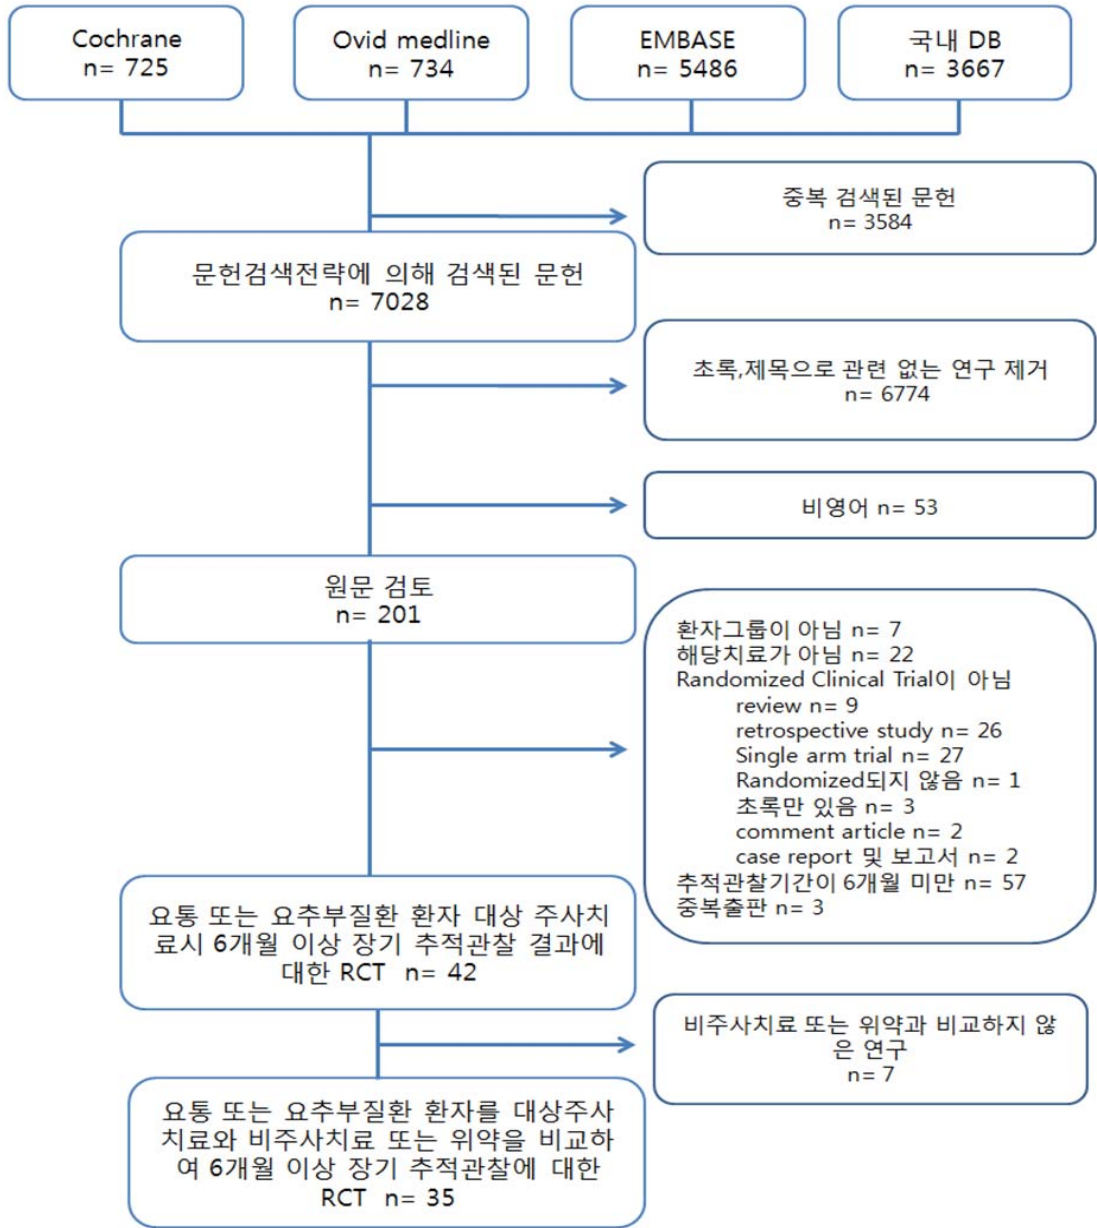 Cochrane
n= 725
Ovid medline
n= 734
EMBASE
n= 5486
국내 DB
n= 3667
중복 검색된 문헌
n= 3584
문헌검색전략에 의해 검색된 문헌
n= 7028
초록,제목으로 관련 없는 연구 제거
n= 6774
비영어 n= 53
원문 검토
n= 201
환자그룹이 아님 n= 7
해당치료가 아님 n= 22
Randomized Clinical Trial이 아님
review n= 9
retrospective study n= 26
Single arm trial n= 27
Randomized되지 않음 n= 1
초록만 있음 n= 3
comment article n= 2
case report 및 보고서 n= 2
추적관찰기간이 6개월 미만 n= 57
중복출판 n= 3
요통 또는 요추부질환 환자 대상 주사치
료시 6개월 이상 장기 추적관찰 결과에
대한 RCT n= 42
비주사치료 또는 위약과 비교하지 않
은 연구
n= 7
요통 또는 요추부질환 환자를 대상주사
치료와 비주사치료 또는 위약을 비교하
여 6개월 이상 장기 추적관찰에 대한
RCT n= 35